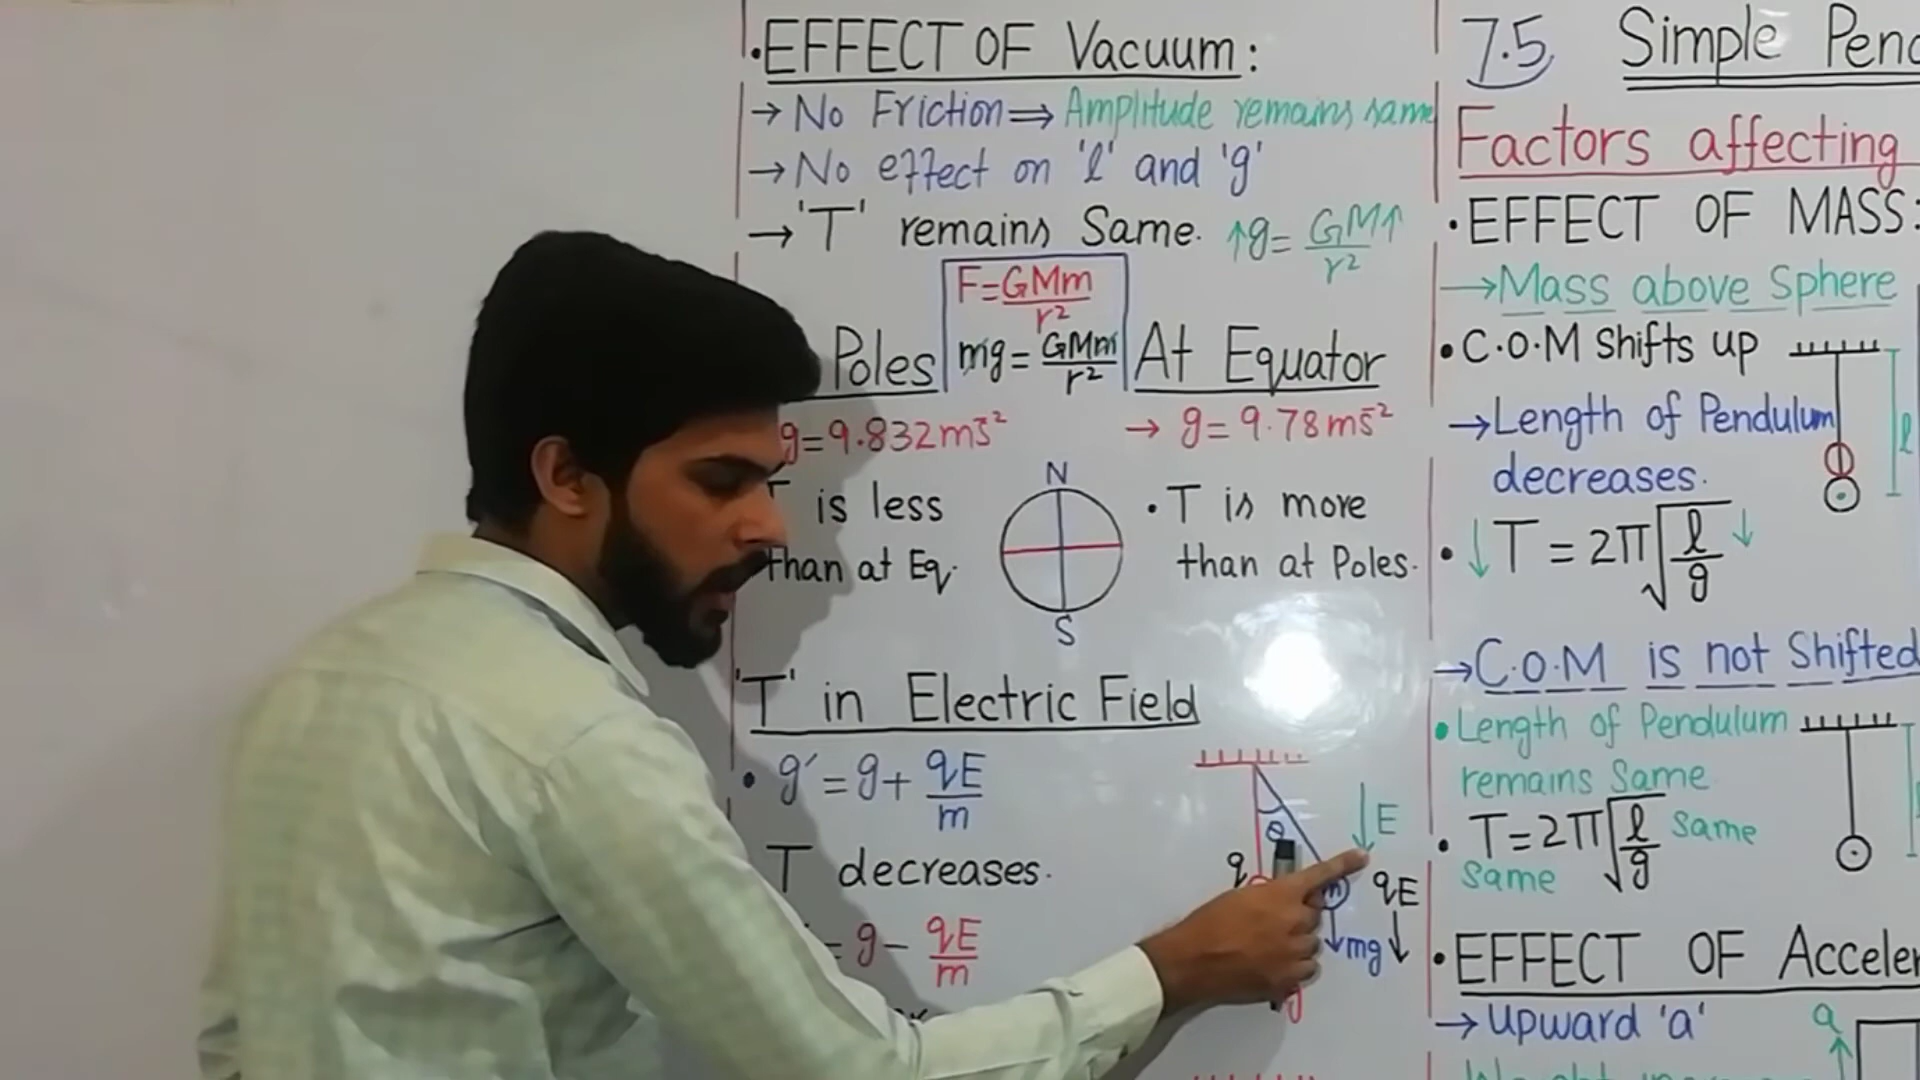 • EFFECT OF Vacuum:
→ No Friction ⇒ Amplitude remains same
→ No effect on 'l' and 'g'
→ 'T' remains Same. ↑g = GM↑/r²
F = GMm/r²
mg = GMm/r²
Poles
g = 9.832 ms⁻²
T is less
than at Eq.
At Equator
→ g = 9.78 ms⁻²
• T is more
than at Poles.
N
S
'T' in Electric Field
• g' = g + qE/m
T decreases.
= g - qE/m
θ
q
↓E
m
qE↓
↓mg
g
7.5 Simple
Factors affecting
• EFFECT OF MASS:
→ Mass above Sphere
• C.O.M Shifts up
→ Length of Pendulum
decreases.
l
• ↓T = 2π√(l/g)↓
→ C.O.M is not Shifted
• Length of Pendulum
remains Same
• T = 2π√(l/g) Same
Same
• EFFECT OF
→ Upward 'a'
a↑